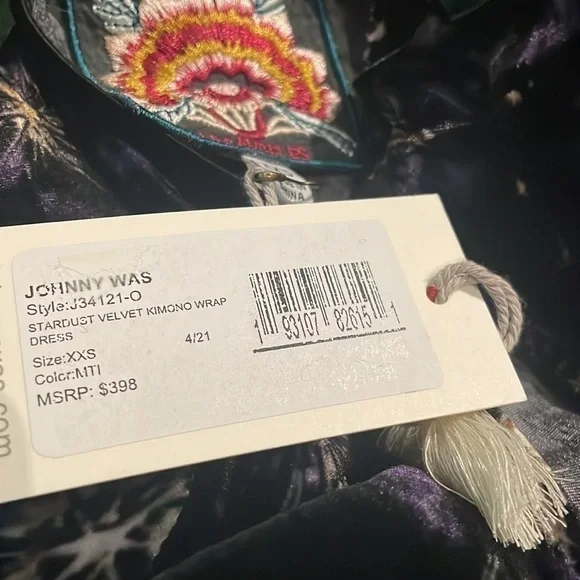 JOHNNY WAS
Style:J34121-O
STARDUST VELVET KIMONO WRAP
DRESS
4/21
Size:XXS
Color:MTI
MSRP: $398
1 93107 82615 1